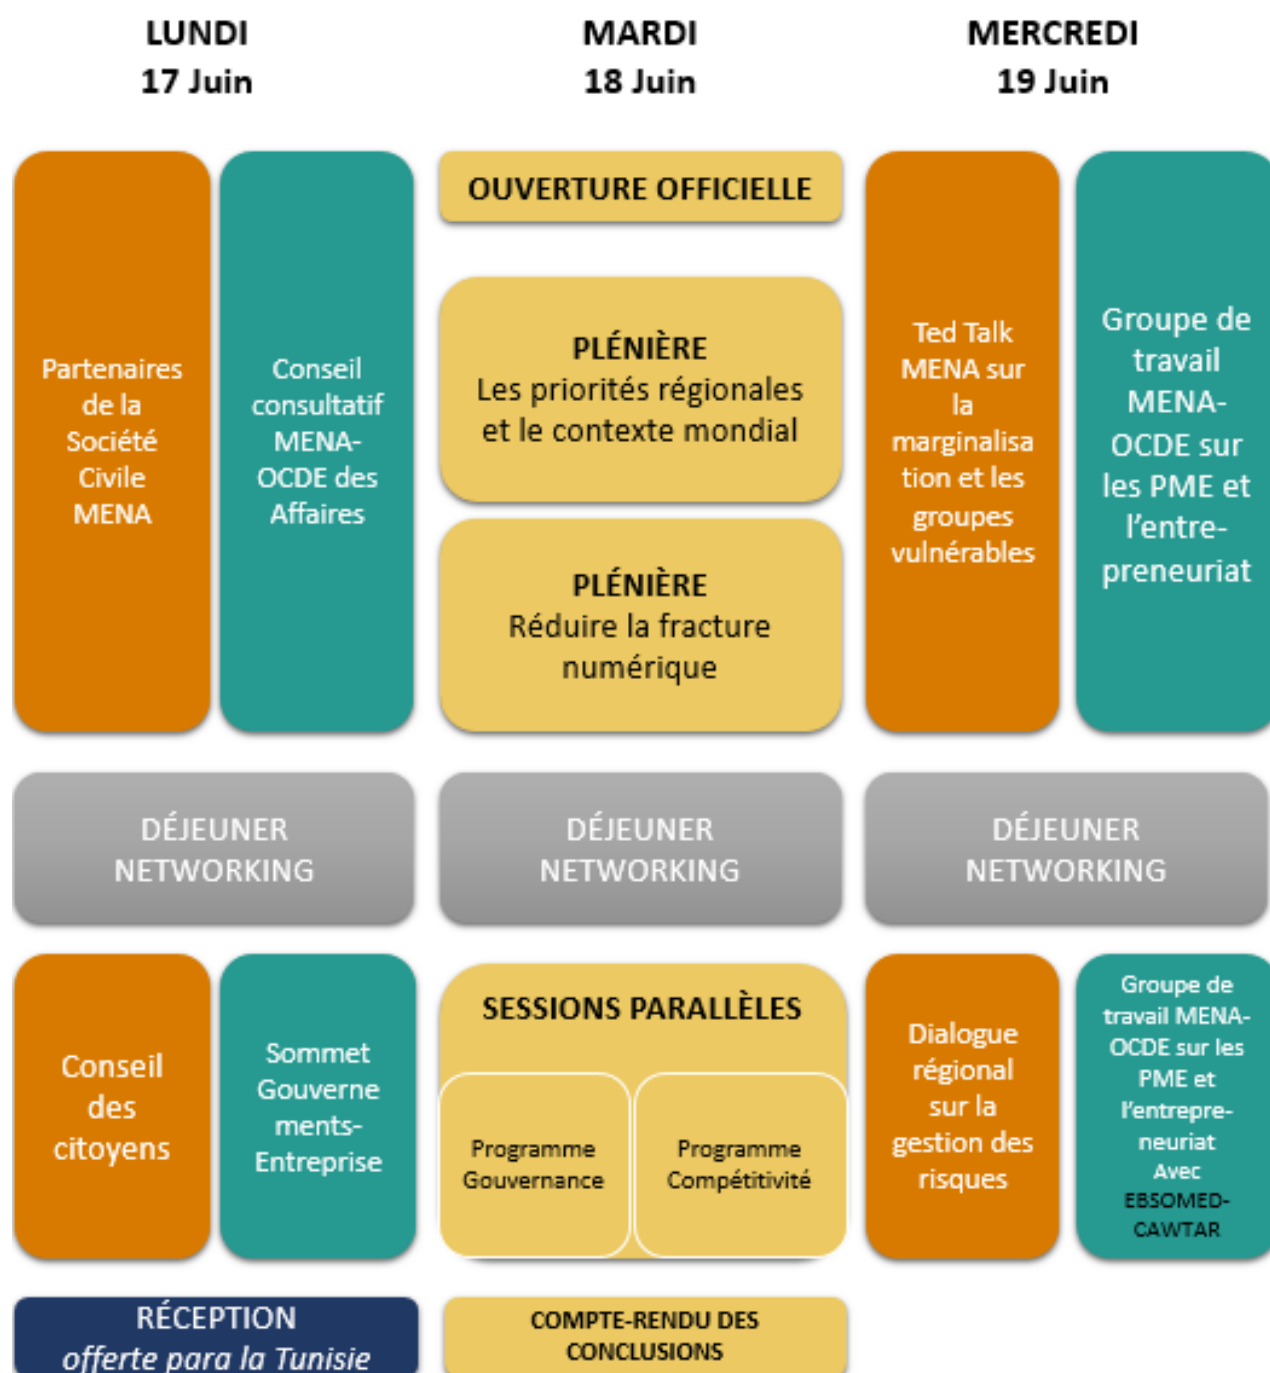 LUNDI
17 Juin
MARDI
18 Juin
MERCREDI
19 Juin
Partenaires
de la
Société
Civile
MENA
Conseil
consultatif
MENA-
OCDE des
Affaires
OUVERTURE OFFICIELLE
PLÉNIÈRE
Les priorités régionales
et le contexte mondial
PLÉNIÈRE
Réduire la fracture
numérique
Ted Talk
MENA sur
la
marginalisa
tion et les
groupes
vulnérables
Groupe de
travail
MENA-
OCDE sur
les PME et
l'entre-
preneuriat
DÉJEUNER
NETWORKING
DÉJEUNER
NETWORKING
DÉJEUNER
NETWORKING
Conseil
des
citoyens
Sommet
Gouverne
ments-
Entreprise
SESSIONS PARALLÈLES
Programme
Gouvernance
Programme
Compétitivité
Dialogue
régional
sur la
gestion des
risques
Groupe de
travail MENA-
OCDE sur les
PME et
l'entrepre-
neuriat
Avec
EBSOMED-
CAWTAR
RÉCEPTION
offerte para la Tunisie
COMPTE-RENDU DES
CONCLUSIONS